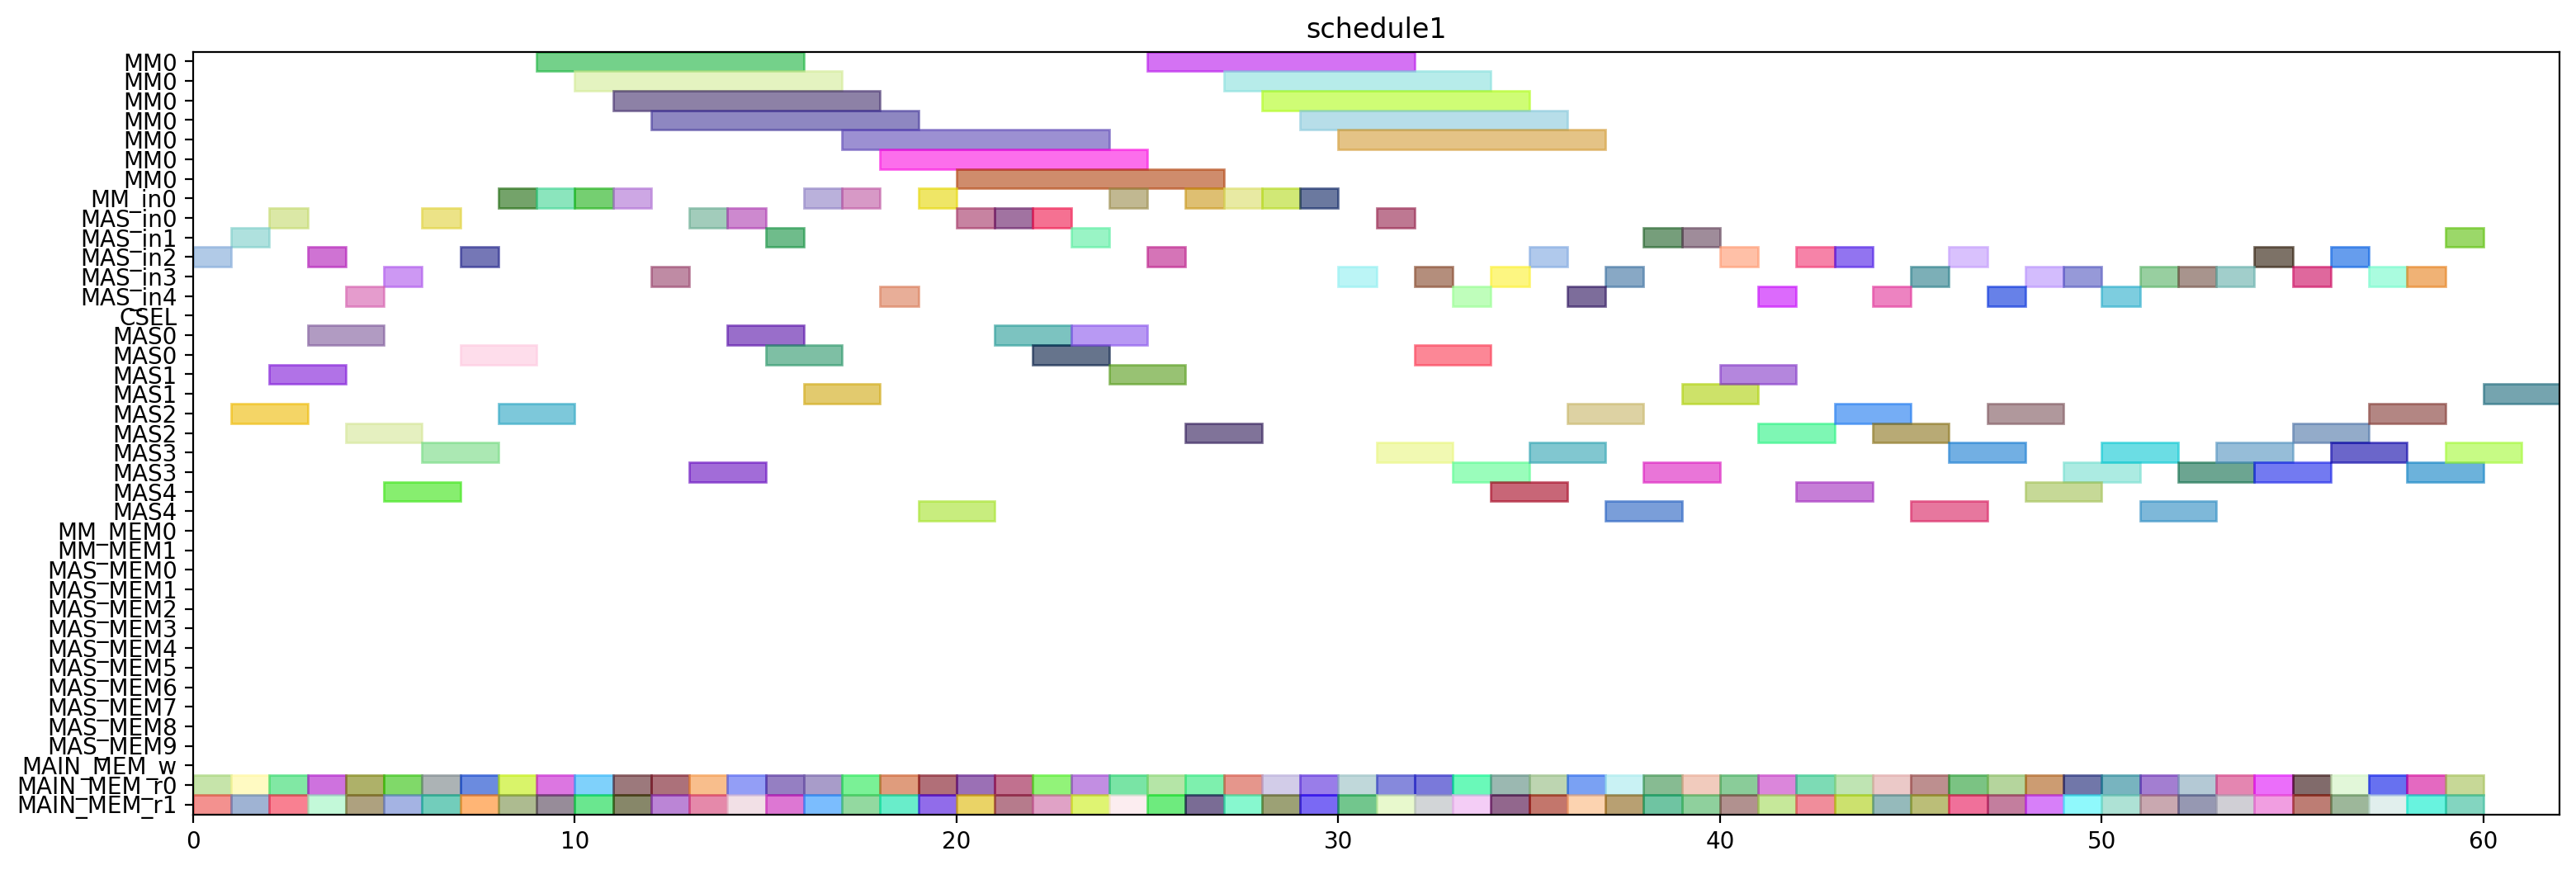 schedule1
MM0
MM0
MM0
MM0
MM0
MM0
MM0
MM_in0
MAS_in0
MAS_in1
MAS_in2
MAS_in3
MAS_in4
CSEL
MAS0
MAS0
MAS1
MAS1
MAS2
MAS2
MAS3
MAS3
MAS4
MAS4
MM_MEM0
MM_MEM1
MAS_MEM0
MAS_MEM1
MAS_MEM2
MAS_MEM3
MAS_MEM4
MAS_MEM5
MAS_MEM6
MAS_MEM7
MAS_MEM8
MAS_MEM9
MAIN_MEM_w
MAIN_MEM_r0
MAIN_MEM_r1
0 10 20 30 40 50 60